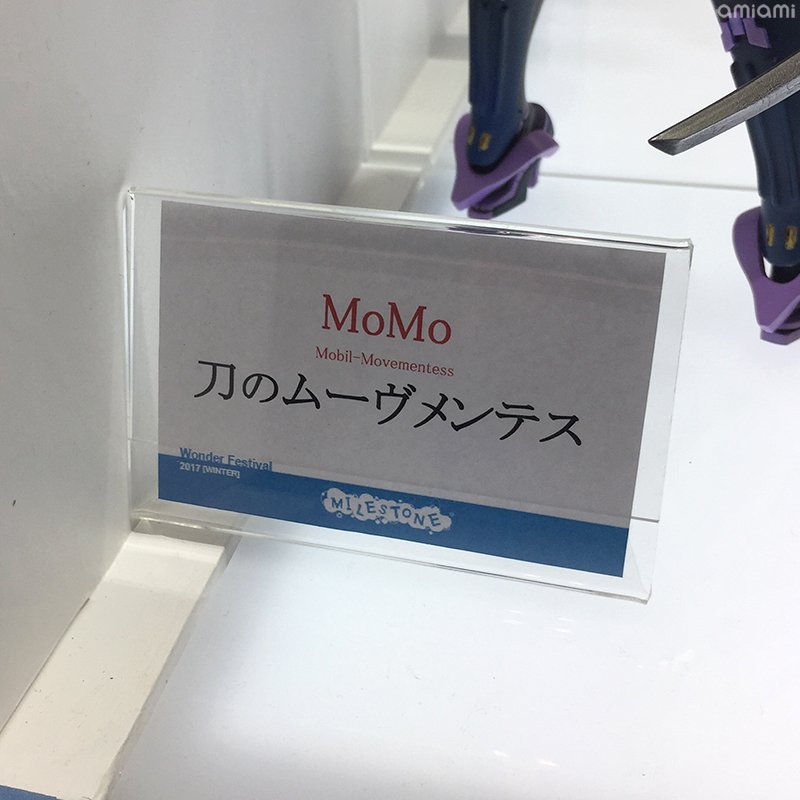 amiami
MoMo
Mobil-Movementess
刀のムーヴメンテス
Wonder Festival
2017 [WINTER]
MILESTONE